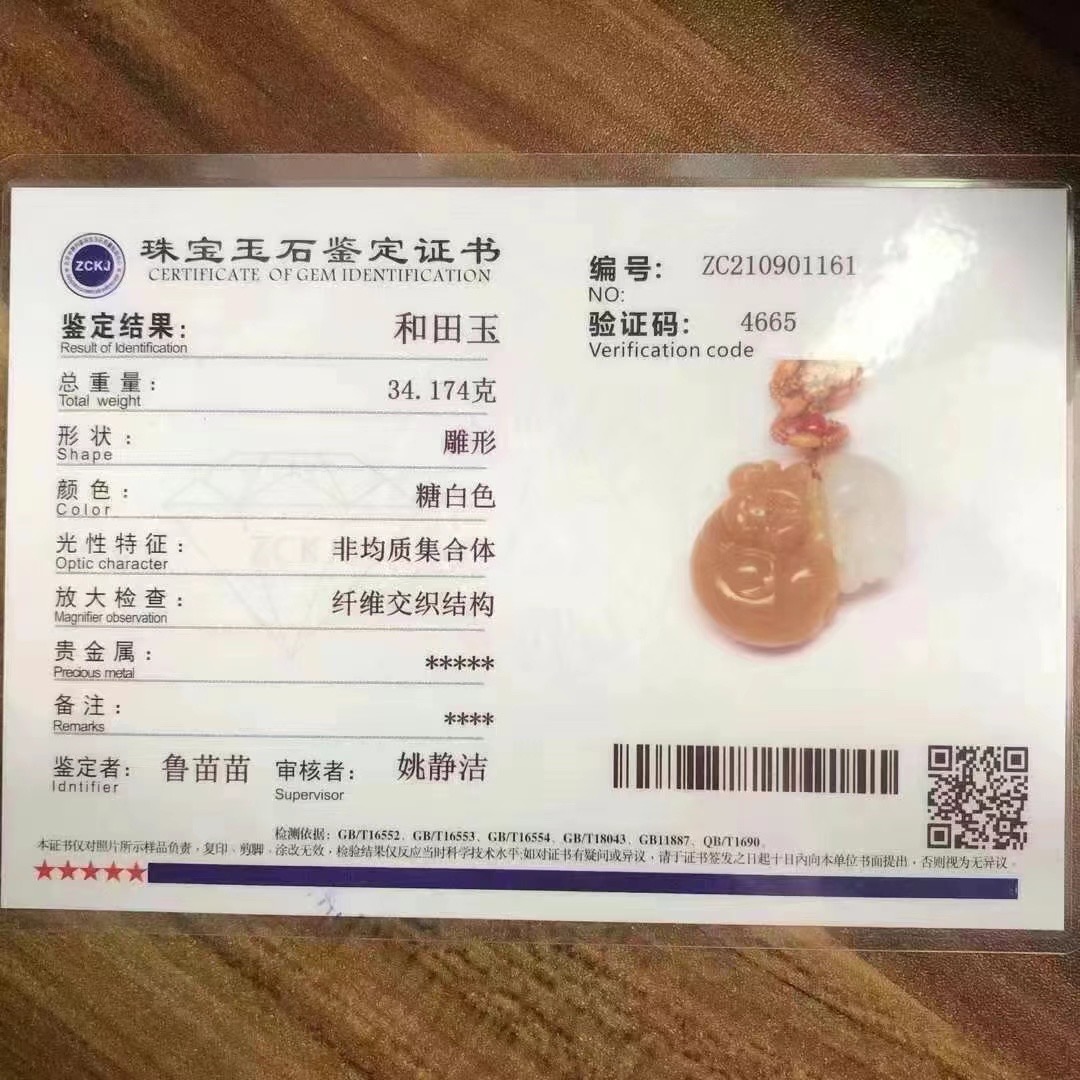 ZCKJ
珠宝玉石鉴定证书
CERTIFICATE OF GEM IDENTIFICATION
鉴定结果: 和田玉
Result of Identification
总重量: 34.174克
Total weight
形状: 雕形
Shape
颜色: 糖白色
Color
光性特征: 非均质集合体
Optic character
放大检查: 纤维交织结构
Magnifier observation
贵金属: *****
Precious metal
备注: ****
Remarks
鉴定者: 鲁苗苗 审核者: 姚静洁
Idntifier Supervisor
编号: ZC210901161
NO:
验证码: 4665
Verification code
ZCKJ
检测依据: GB/T16552、GB/T16553、GB/T16554、GB/T18043、GB11887、QB/T1690。
本证书仅对照片所示样品负责，复印、剪脚、涂改无效，检验结果仅反应当时科学技术水平;如对证书有疑问或异议，请于证书签发之日起十日内向本单位书面提出，否则视为无异议。